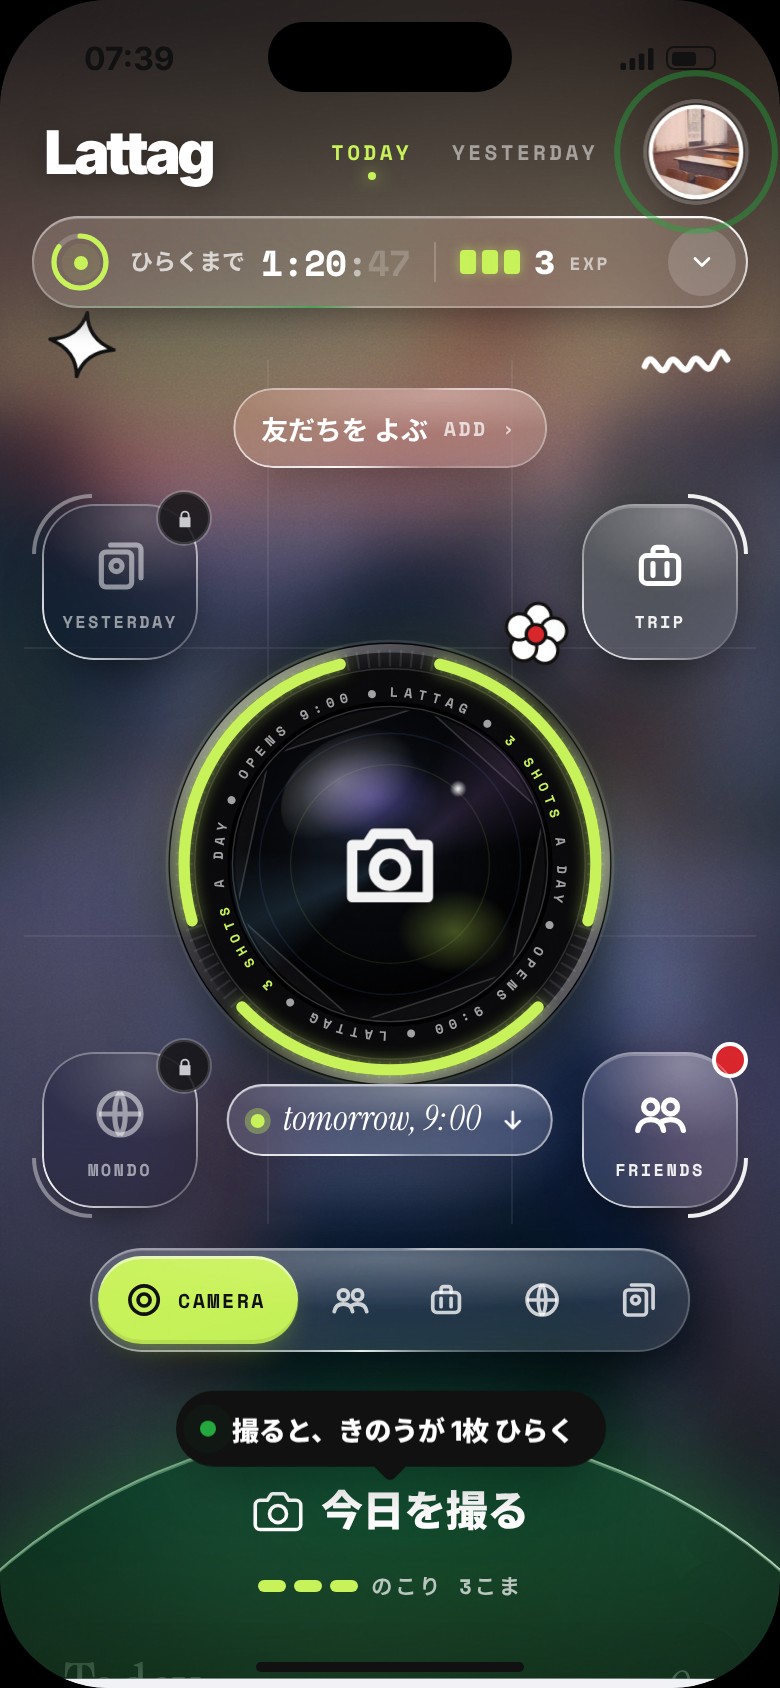 07:39
Lattag
TODAY
YESTERDAY
ひらくまで 1:20:47
3 EXP
友だちを よぶ ADD ›
YESTERDAY
TRIP
LATTAG ● 3 SHOTS A DAY ● OPENS 9:00 ● LATTAG ● 3 SHOTS A DAY ● OPENS 9:00 ●
MONDO
tomorrow, 9:00 ↓
FRIENDS
CAMERA
撮ると、きのうが1枚ひらく
今日を撮る
のこり 3こま